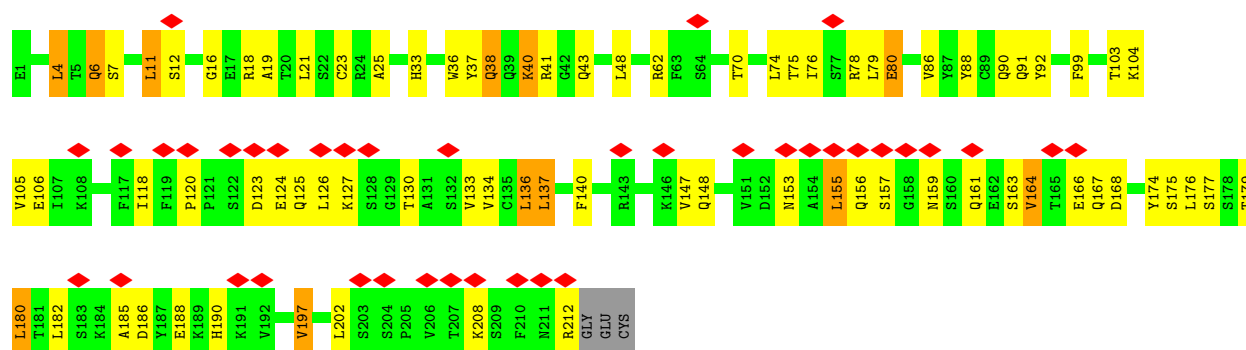 E1 L4 T5 Q6 S7 L11 S12 G16 E17 R18 A19 T20 L21 S22 C23 R24 A25 H33 W36 Y37 Q38 Q39 K40 R41 G42 Q43 L48 R62 F63 S64 T70 L74 T75 I76 S77 R78 L79 E80 V86 Y87 Y88 C89 Q90 Q91 Y92 F99 T103 K104
V105 E106 I107 K108 F117 I118 F119 P120 P121 S122 D123 E124 Q125 L126 K127 S128 G129 T130 A131 S132 V133 V134 C135 L136 L137 F140 R143 K146 V147 Q148 V151 D152 N153 A154 L155 Q156 S157 G158 N159 S160 Q161 E162 S163 V164 T165 E166 Q167 D168 Y174 S175 L176 S177 S178 T179
L180 T181 L182 S183 K184 A185 D186 Y187 E188 K189 H190 K191 V192 V197 L202 S203 S204 P205 V206 T207 K208 S209 F210 N211 R212 GLY GLU CYS